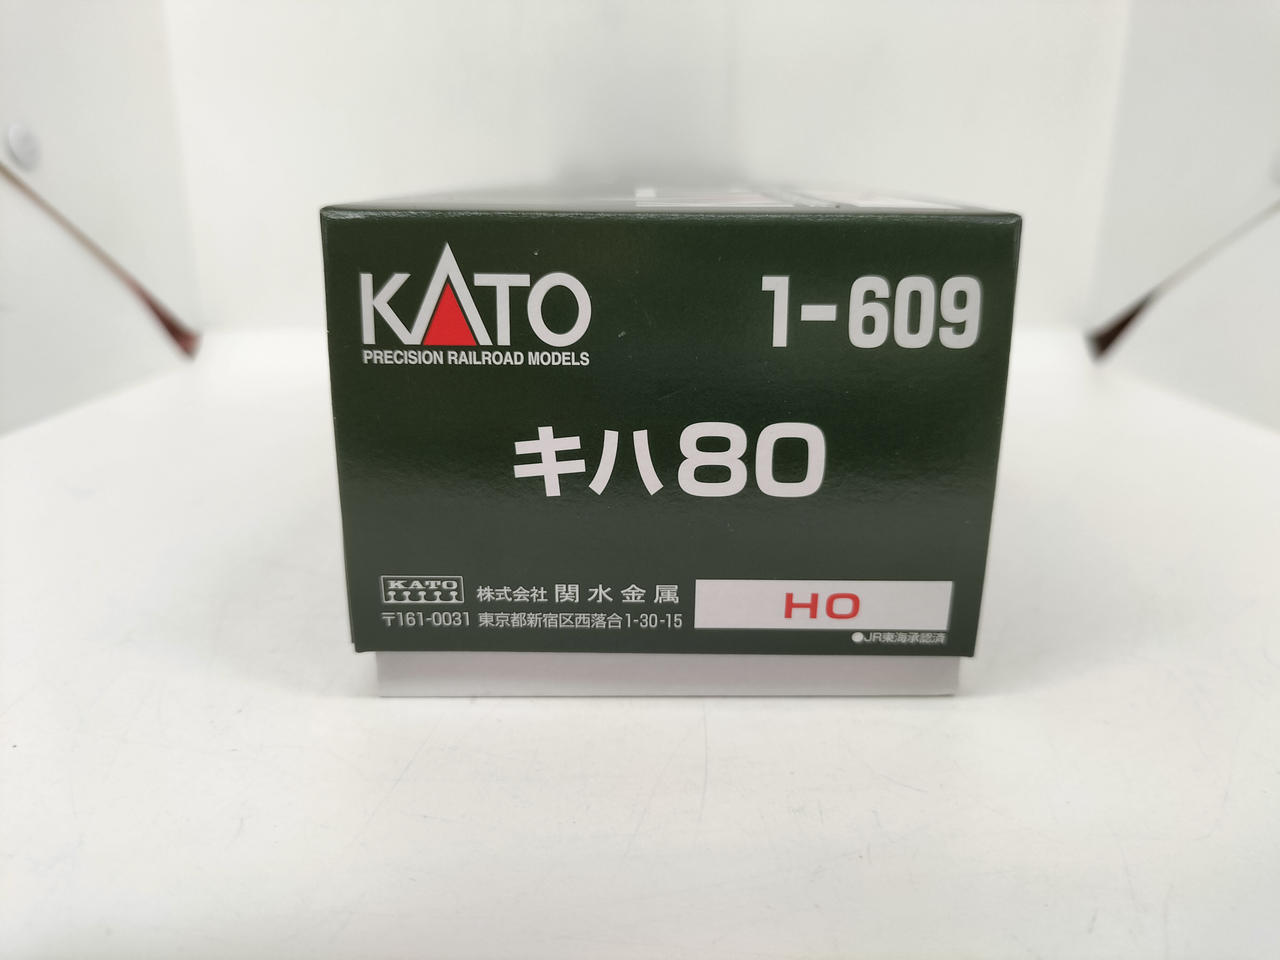 KATO
PRECISION RAILROAD MODELS
1-609
キハ80
KATO
株式会社 関水金属
〒161-0031 東京都新宿区西落合1-30-15
HO
●JR東海承認済